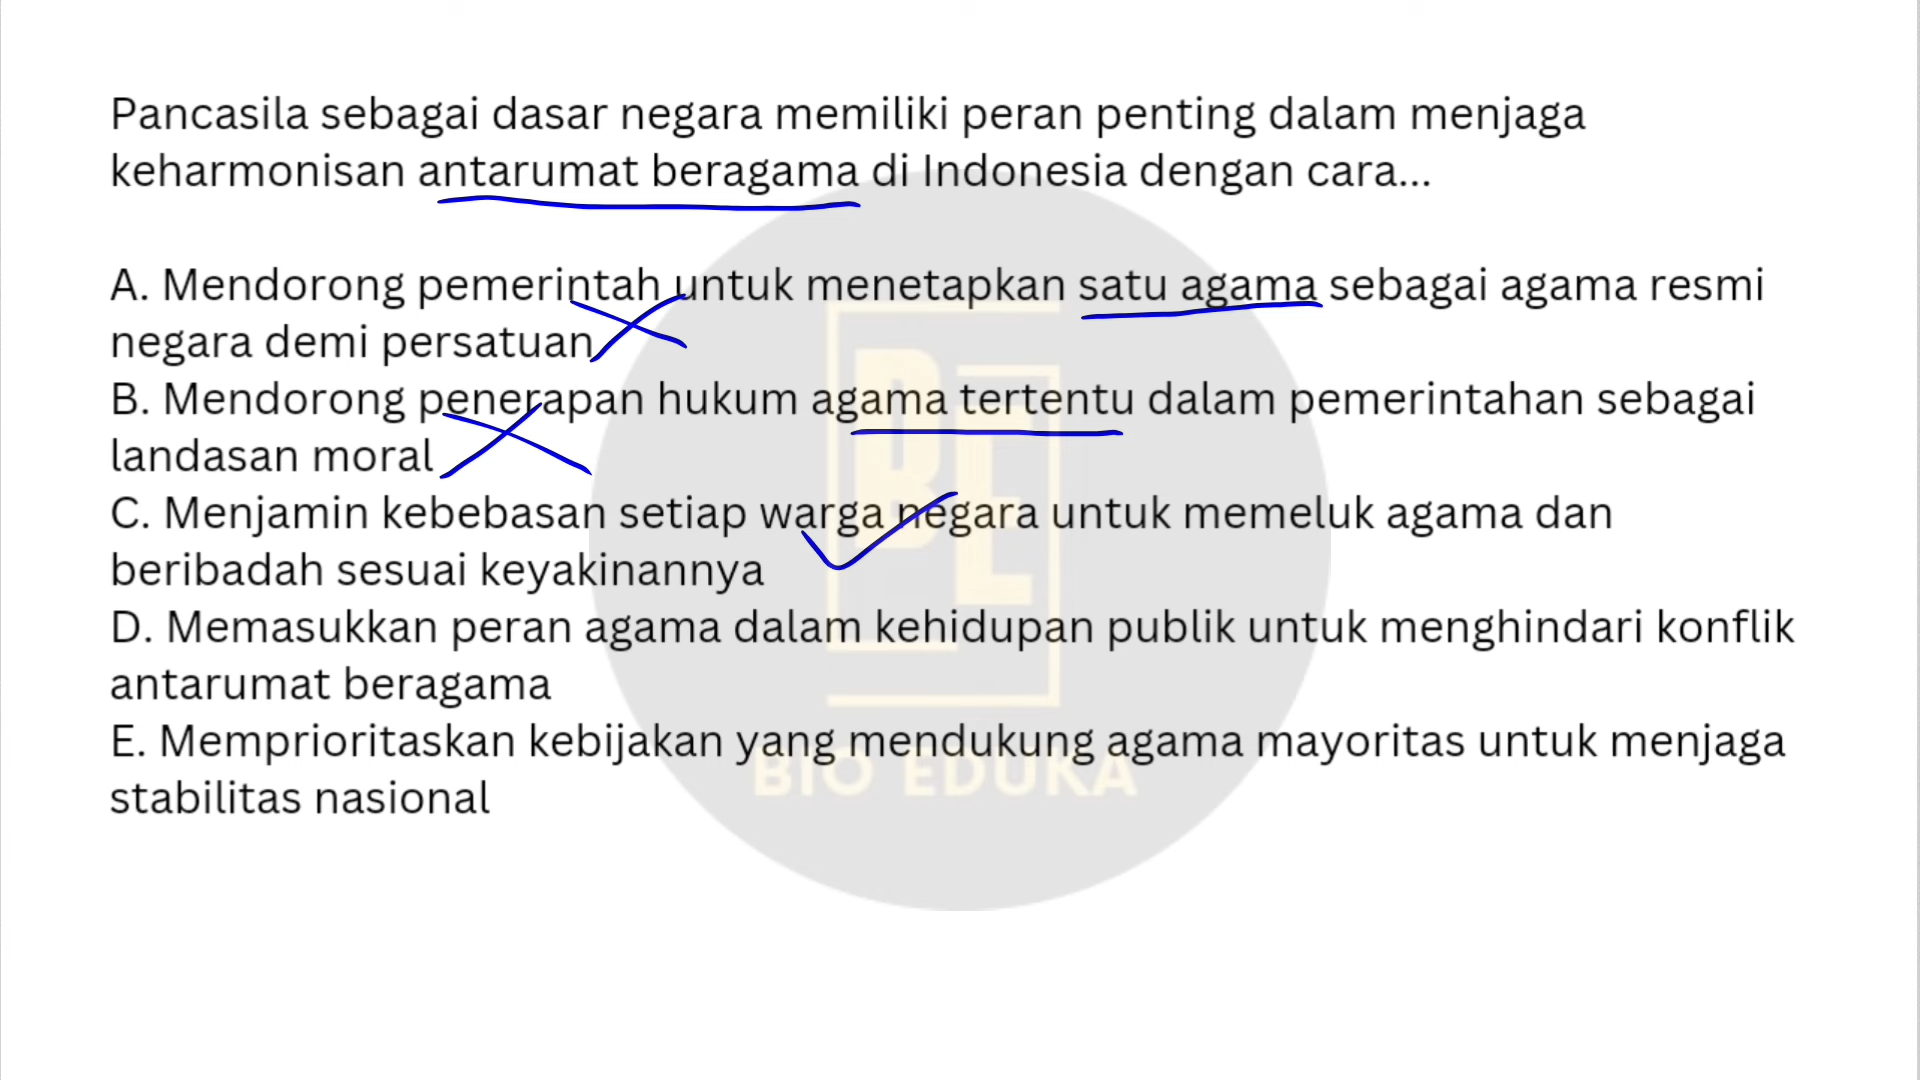 Pancasila sebagai dasar negara memiliki peran penting dalam menjaga
keharmonisan antarumat beragama di Indonesia dengan cara...
A. Mendorong pemerintah untuk menetapkan satu agama sebagai agama resmi
negara demi persatuan
B. Mendorong penerapan hukum agama tertentu dalam pemerintahan sebagai
landasan moral
C. Menjamin kebebasan setiap warga negara untuk memeluk agama dan
beribadah sesuai keyakinannya
D. Memasukkan peran agama dalam kehidupan publik untuk menghindari konflik
antarumat beragama
E. Memprioritaskan kebijakan yang mendukung agama mayoritas untuk menjaga
stabilitas nasional
BE
BIO EDUKA